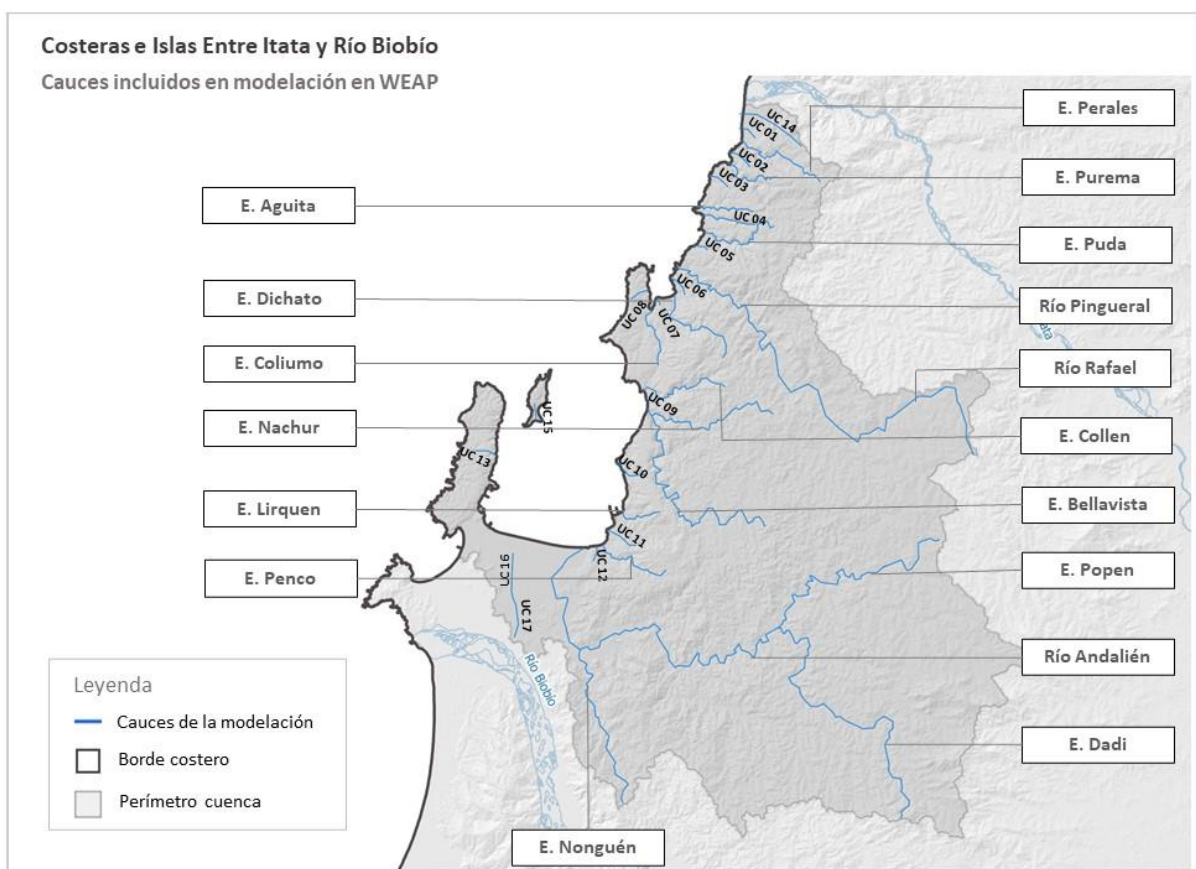 Costeras e Islas Entre Itata y Río Biobío
Cauces incluidos en modelación en WEAP
E. Perales
E. Purema
E. Aguita
E. Puda
E. Dichato
Río Pingueral
E. Coliumo
Río Rafael
E. Nachur
E. Collen
E. Lirquen
E. Bellavista
E. Penco
E. Popen
Río Andalién
E. Dadi
E. Nonguén
UC 14
UC 01
UC 02
UC 03
UC 04
UC 05
UC 06
UC 07
UC 08
UC 09
UC 10
UC 11
UC 12
UC 13
UC 15
UC 16
UC 17
Río Biobío
Leyenda
Cauces de la modelación
Borde costero
Perímetro cuenca